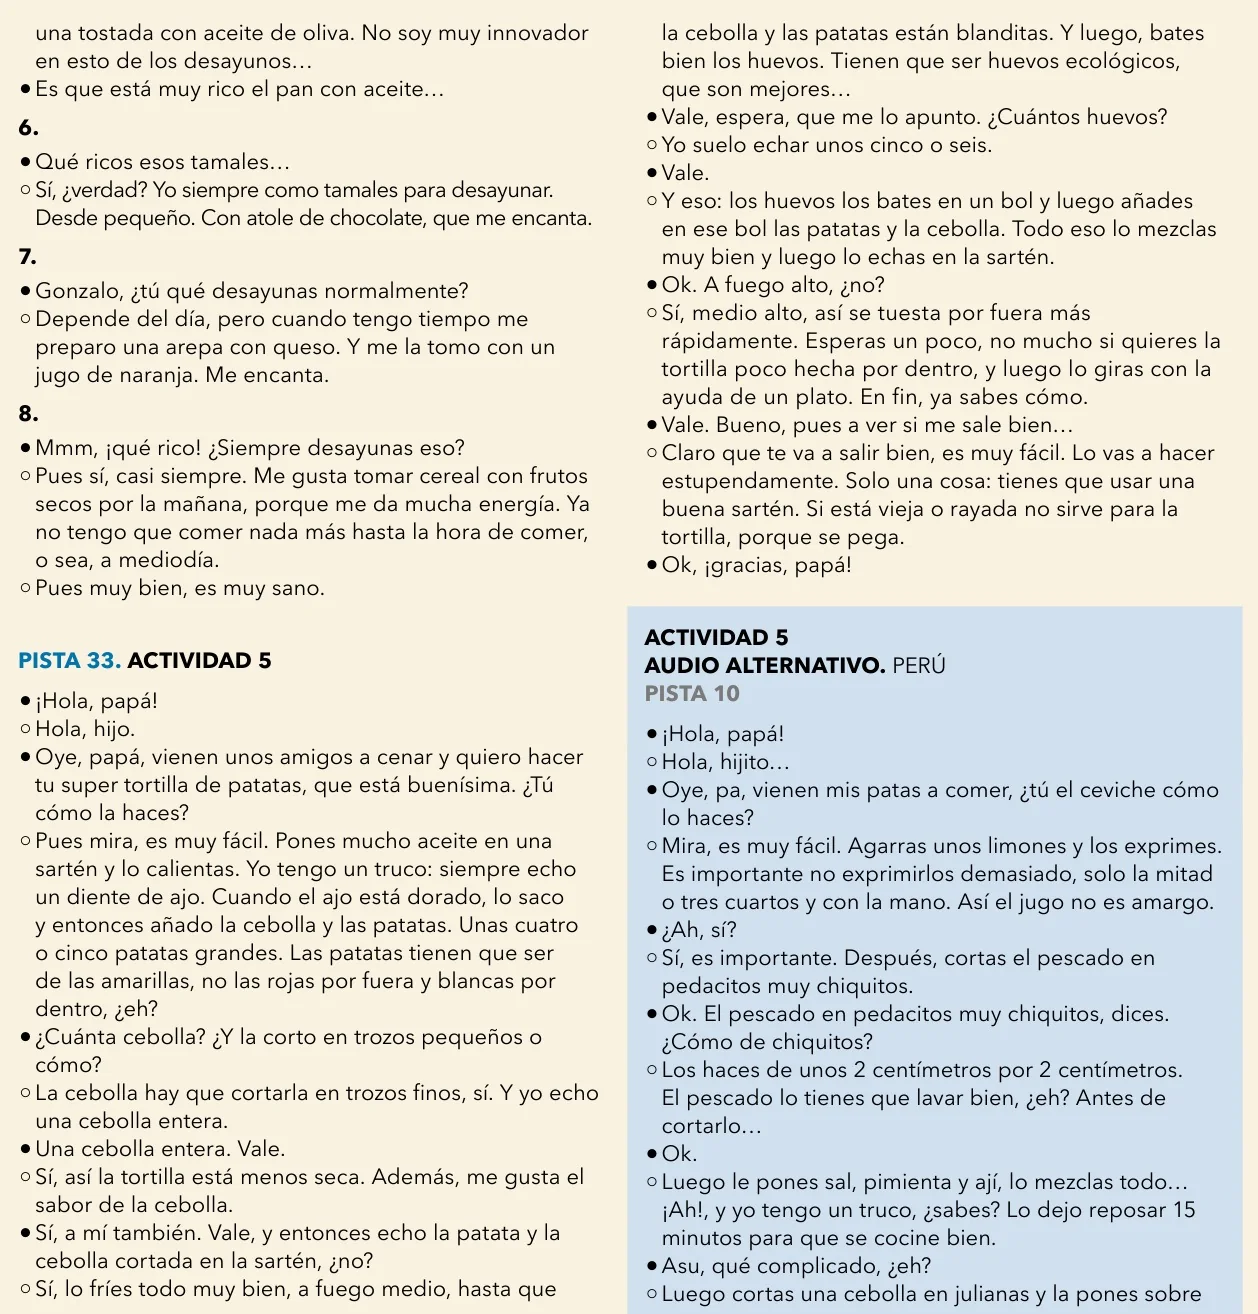 una tostada con aceite de oliva. No soy muy innovador
en esto de los desayunos…
● Es que está muy rico el pan con aceite…
6.
● Qué ricos esos tamales…
○ Sí, ¿verdad? Yo siempre como tamales para desayunar.
Desde pequeño. Con atole de chocolate, que me encanta.
7.
● Gonzalo, ¿tú qué desayunas normalmente?
○ Depende del día, pero cuando tengo tiempo me
preparo una arepa con queso. Y me la tomo con un
jugo de naranja. Me encanta.
8.
● Mmm, ¡qué rico! ¿Siempre desayunas eso?
○ Pues sí, casi siempre. Me gusta tomar cereal con frutos
secos por la mañana, porque me da mucha energía. Ya
no tengo que comer nada más hasta la hora de comer,
o sea, a mediodía.
○ Pues muy bien, es muy sano.
PISTA 33. ACTIVIDAD 5
● ¡Hola, papá!
○ Hola, hijo.
● Oye, papá, vienen unos amigos a cenar y quiero hacer
tu super tortilla de patatas, que está buenísima. ¿Tú
cómo la haces?
○ Pues mira, es muy fácil. Pones mucho aceite en una
sartén y lo calientas. Yo tengo un truco: siempre echo
un diente de ajo. Cuando el ajo está dorado, lo saco
y entonces añado la cebolla y las patatas. Unas cuatro
o cinco patatas grandes. Las patatas tienen que ser
de las amarillas, no las rojas por fuera y blancas por
dentro, ¿eh?
● ¿Cuánta cebolla? ¿Y la corto en trozos pequeños o
cómo?
○ La cebolla hay que cortarla en trozos finos, sí. Y yo echo
una cebolla entera.
● Una cebolla entera. Vale.
○ Sí, así la tortilla está menos seca. Además, me gusta el
sabor de la cebolla.
● Sí, a mí también. Vale, y entonces echo la patata y la
cebolla cortada en la sartén, ¿no?
○ Sí, lo fríes todo muy bien, a fuego medio, hasta que
la cebolla y las patatas están blanditas. Y luego, bates
bien los huevos. Tienen que ser huevos ecológicos,
que son mejores…
● Vale, espera, que me lo apunto. ¿Cuántos huevos?
○ Yo suelo echar unos cinco o seis.
● Vale.
○ Y eso: los huevos los bates en un bol y luego añades
en ese bol las patatas y la cebolla. Todo eso lo mezclas
muy bien y luego lo echas en la sartén.
● Ok. A fuego alto, ¿no?
○ Sí, medio alto, así se tuesta por fuera más
rápidamente. Esperas un poco, no mucho si quieres la
tortilla poco hecha por dentro, y luego lo giras con la
ayuda de un plato. En fin, ya sabes cómo.
● Vale. Bueno, pues a ver si me sale bien…
○ Claro que te va a salir bien, es muy fácil. Lo vas a hacer
estupendamente. Solo una cosa: tienes que usar una
buena sartén. Si está vieja o rayada no sirve para la
tortilla, porque se pega.
● Ok, ¡gracias, papá!
ACTIVIDAD 5
AUDIO ALTERNATIVO. PERÚ
PISTA 10
● ¡Hola, papá!
○ Hola, hijito…
● Oye, pa, vienen mis patas a comer, ¿tú el ceviche cómo
lo haces?
○ Mira, es muy fácil. Agarras unos limones y los exprimes.
Es importante no exprimirlos demasiado, solo la mitad
o tres cuartos y con la mano. Así el jugo no es amargo.
● ¿Ah, sí?
○ Sí, es importante. Después, cortas el pescado en
pedacitos muy chiquitos.
● Ok. El pescado en pedacitos muy chiquitos, dices.
¿Cómo de chiquitos?
○ Los haces de unos 2 centímetros por 2 centímetros.
El pescado lo tienes que lavar bien, ¿eh? Antes de
cortarlo…
● Ok.
○ Luego le pones sal, pimienta y ají, lo mezclas todo…
¡Ah!, y yo tengo un truco, ¿sabes? Lo dejo reposar 15
minutos para que se cocine bien.
● Asu, qué complicado, ¿eh?
○ Luego cortas una cebolla en julianas y la pones sobre